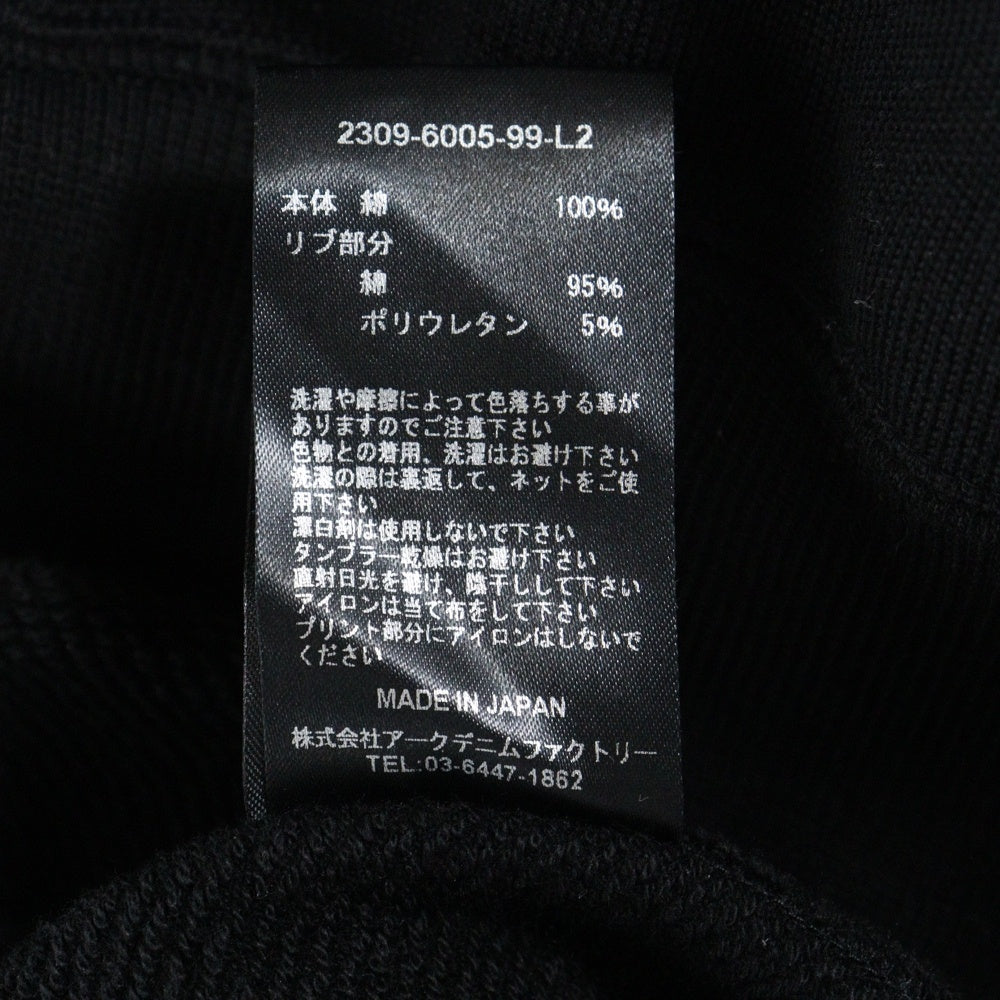 2309-6005-99-L2
本体 綿 100%
リブ部分
綿 95%
ポリウレタン 5%
洗濯や摩擦によって色落ちする事が
ありますのでご注意下さい
色物との着用、洗濯はお避け下さい
洗濯の際は裏返して、ネットをご使
用下さい
漂白剤は使用しないで下さい
タンブラー乾燥はお避け下さい
直射日光を避け、陰干しして下さい
アイロンは当て布をして下さい
プリント部分にアイロンはしないで
ください
MADE IN JAPAN
株式会社アークデニムファクトリー
TEL:03-6447-1862